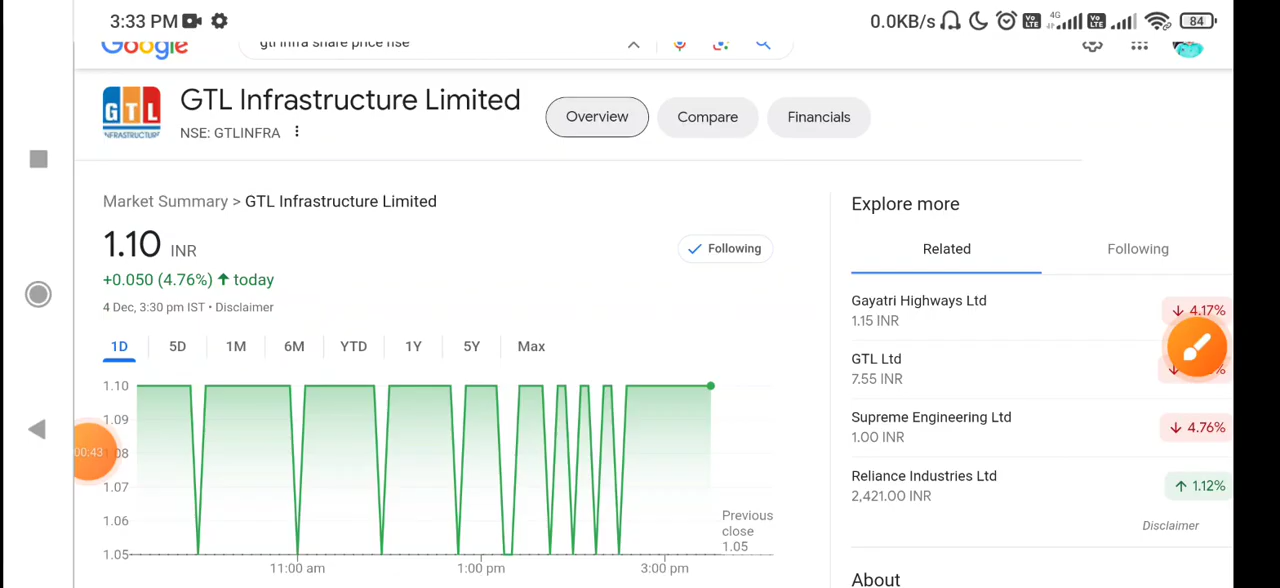 3:33 PM
0.0KB/s
4G
84
Google
gtl infra share price nse
GTL
INFRASTRUCTURE
GTL Infrastructure Limited
NSE: GTLINFRA
Overview
Compare
Financials
Market Summary > GTL Infrastructure Limited
1.10 INR
Following
+0.050 (4.76%) ↑ today
4 Dec, 3:30 pm IST • Disclaimer
1D
5D
1M
6M
YTD
1Y
5Y
Max
1.10
1.09
08
1.07
1.06
1.05
00:43
Previous
close
1.05
11:00 am
1:00 pm
3:00 pm
Explore more
Related
Following
Gayatri Highways Ltd
1.15 INR
↓ 4.17%
GTL Ltd
7.55 INR
Supreme Engineering Ltd
1.00 INR
↓ 4.76%
Reliance Industries Ltd
2,421.00 INR
↑ 1.12%
Disclaimer
About